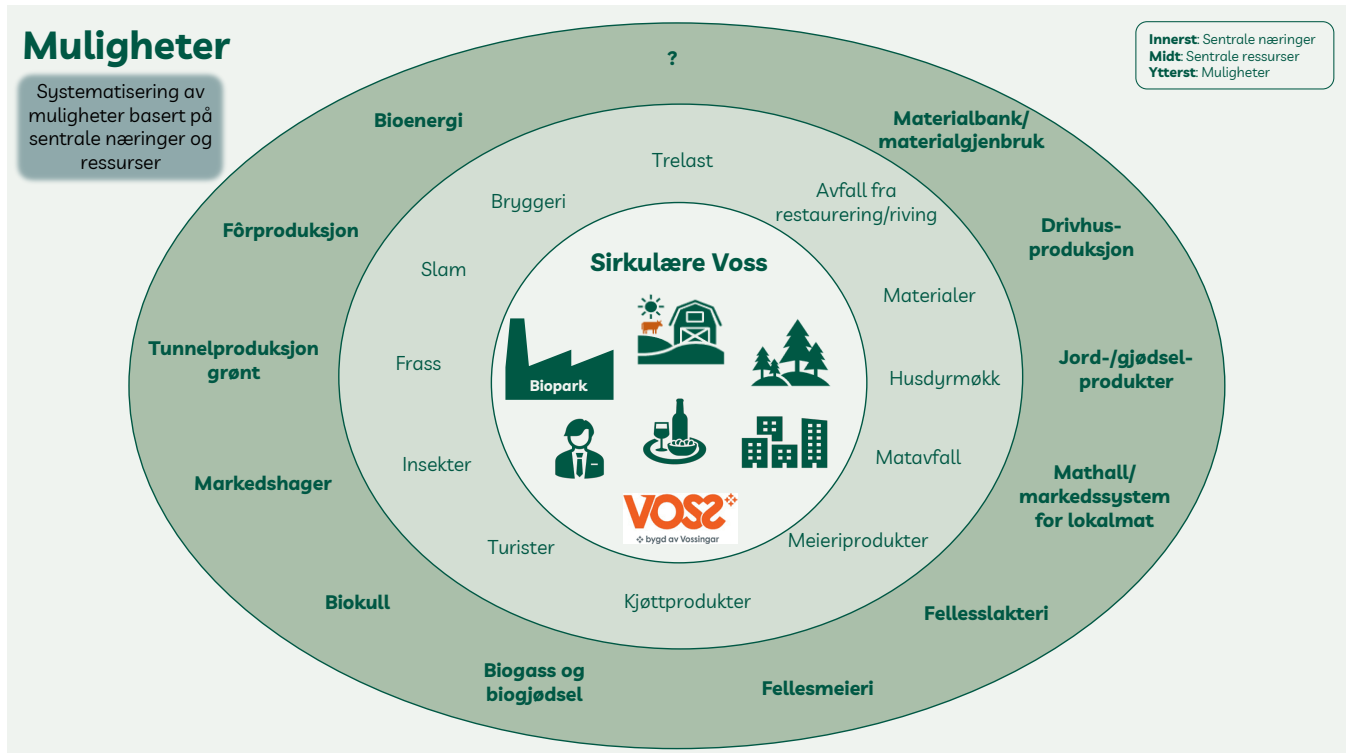 Muligheter
Systematisering av
muligheter basert på
sentrale næringer og
ressurser
Innerst: Sentrale næringer
Midt: Sentrale ressurser
Ytterst: Muligheter
?
Materialbank/
materialgjenbruk
Drivhus-
produksjon
Jord-/gjødsel-
produkter
Mathall/
markedssystem
for lokalmat
Fellesslakteri
Fellesmeieri
Biogass og
biogjødsel
Biokull
Markedshager
Tunnelproduksjon
grønt
Fôrproduksjon
Bioenergi
Trelast
Avfall fra
restaurering/riving
Materialer
Husdyrmøkk
Matavfall
Meieriprodukter
Kjøttprodukter
Turister
Insekter
Frass
Slam
Bryggeri
Sirkulære Voss
Biopark
VOSS
bygd av Vossingar